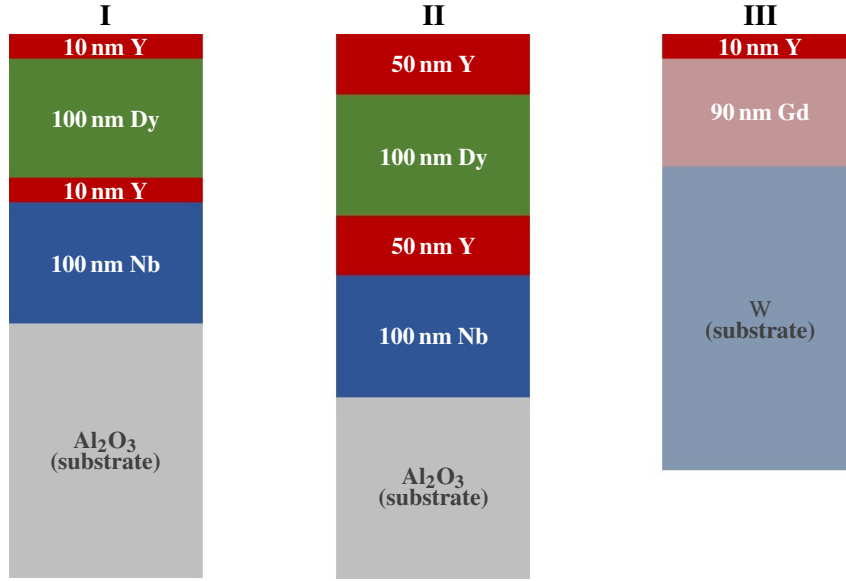 I
10 nm Y
100 nm Dy
10 nm Y
100 nm Nb
Al₂O₃
(substrate)
II
50 nm Y
100 nm Dy
50 nm Y
100 nm Nb
Al₂O₃
(substrate)
III
10 nm Y
90 nm Gd
W
(substrate)